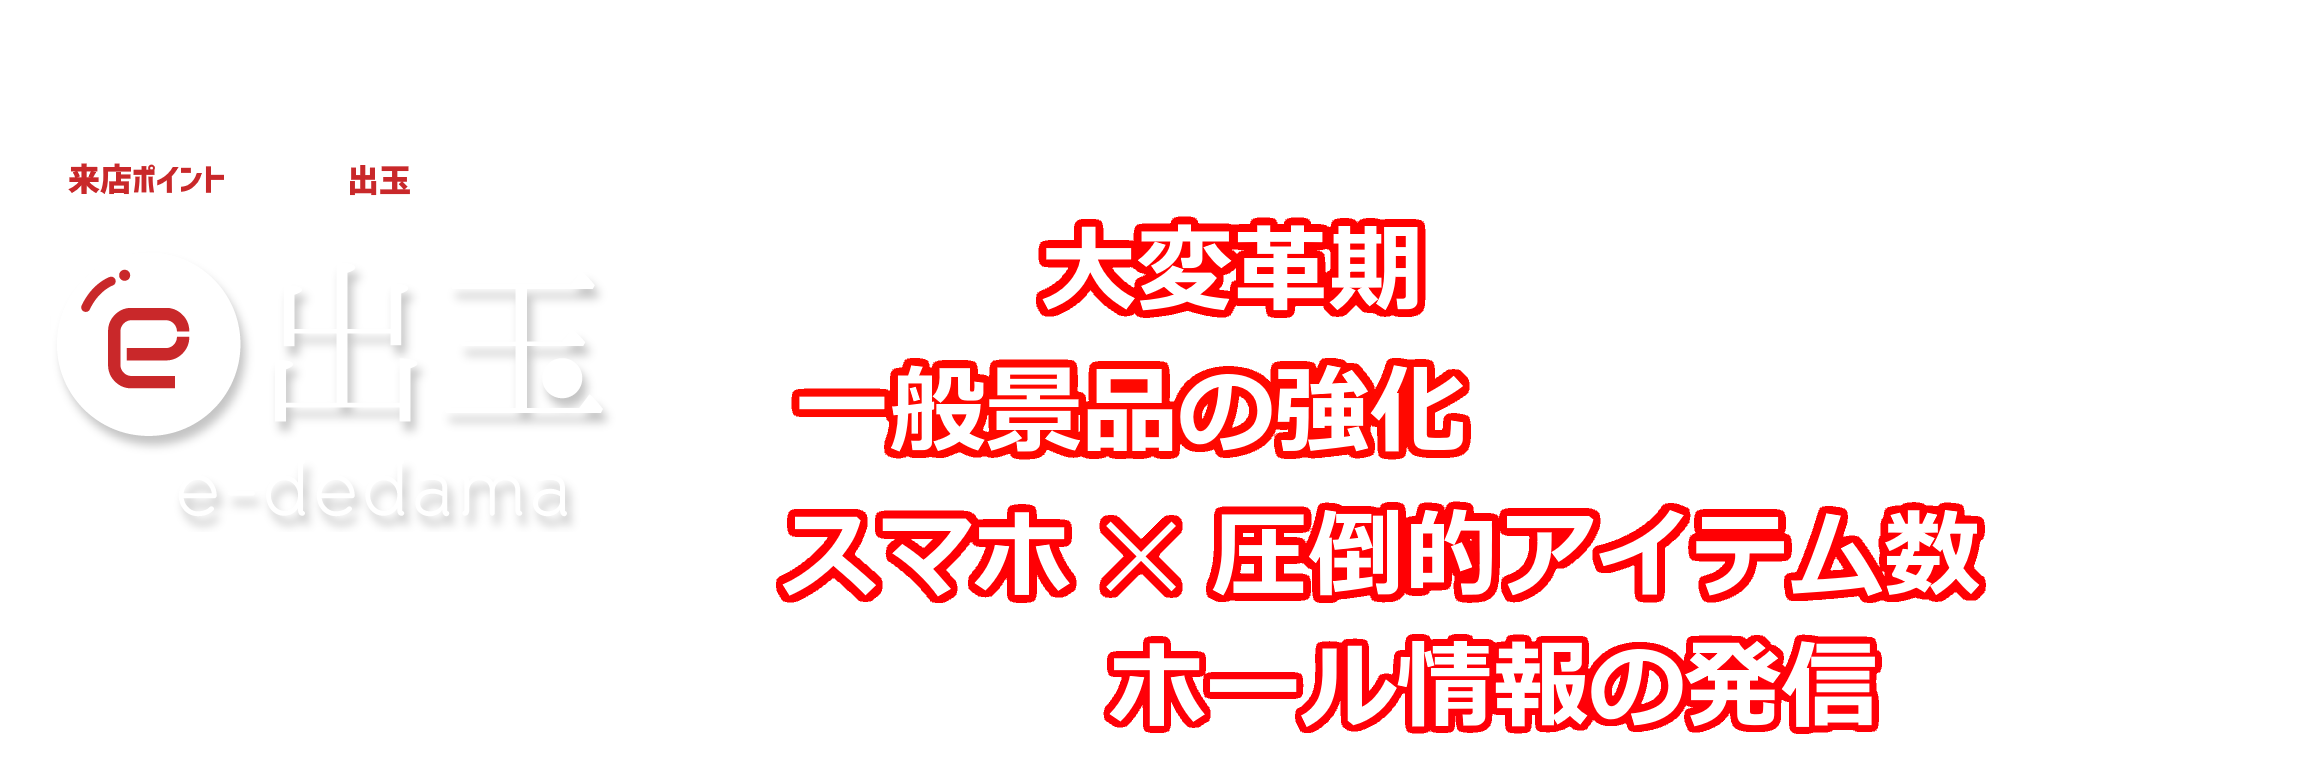 来店ポイント 出玉
e出玉
e-dedama
大変革期
一般景品の強化
スマホ × 圧倒的アイテム数
ホール情報の発信